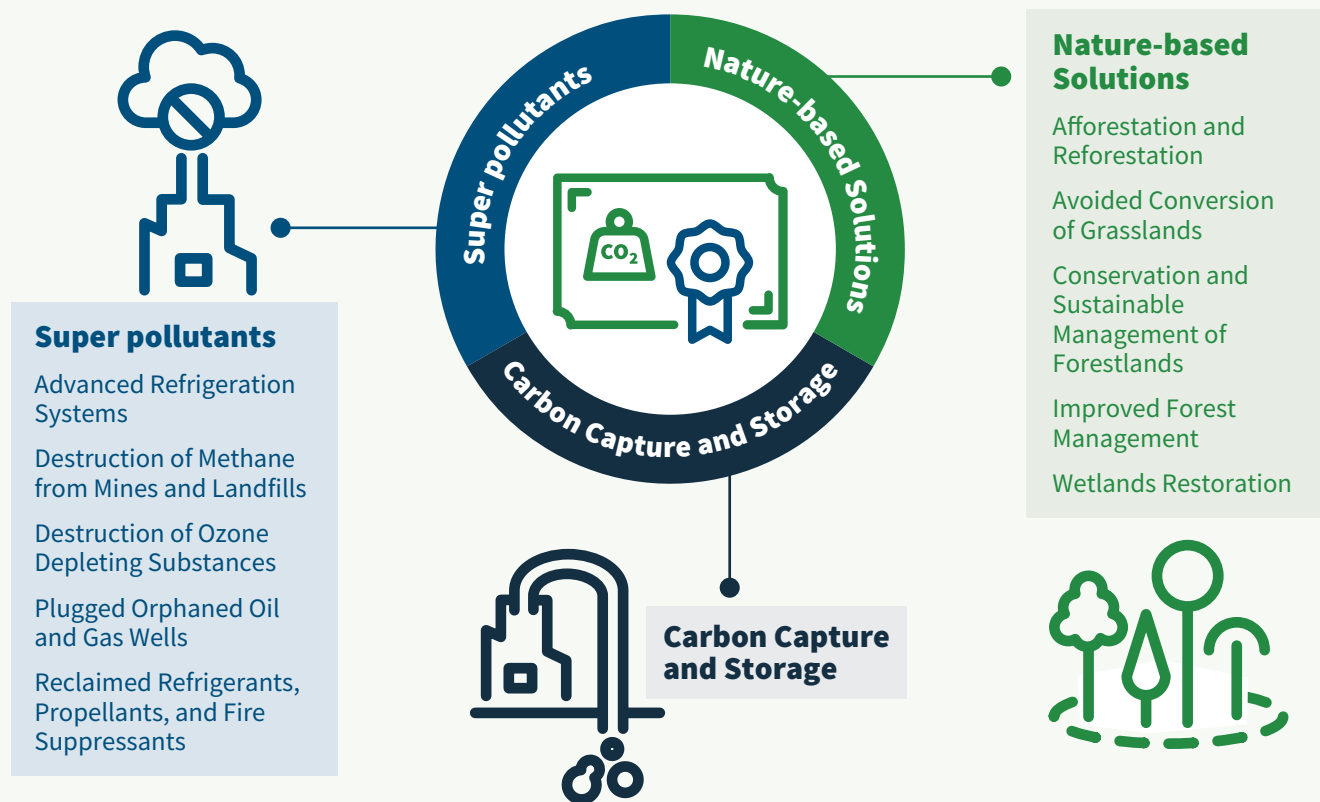 Super pollutants
Nature-based Solutions
Carbon Capture and Storage
CO₂
Super pollutants
Advanced Refrigeration
Systems
Destruction of Methane
from Mines and Landfills
Destruction of Ozone
Depleting Substances
Plugged Orphaned Oil
and Gas Wells
Reclaimed Refrigerants,
Propellants, and Fire
Suppressants
Carbon Capture
and Storage
Nature-based
Solutions
Afforestation and
Reforestation
Avoided Conversion
of Grasslands
Conservation and
Sustainable
Management of
Forestlands
Improved Forest
Management
Wetlands Restoration